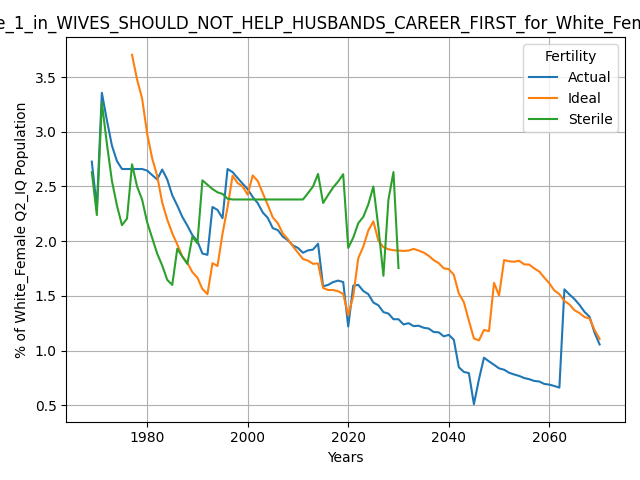 e_1_in_WIVES_SHOULD_NOT_HELP_HUSBANDS_CAREER_FIRST_for_White_Fem
Fertility
Actual
Ideal
Sterile
% of White_Female Q2_IQ Population
3.5
3.0
2.5
2.0
1.5
1.0
0.5
1980
2000
2020
2040
2060
Years